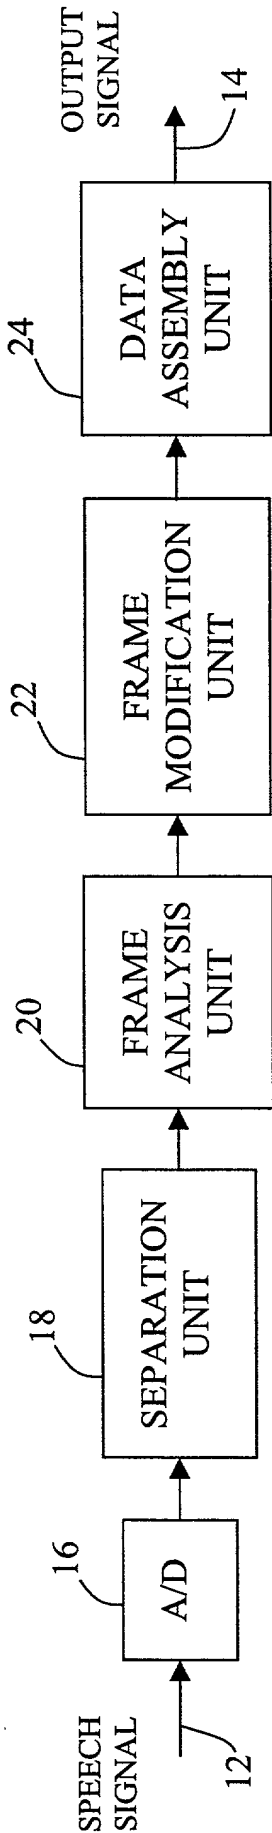 SPEECH
SIGNAL
12
16
A/D
18
SEPARATION
UNIT
20
FRAME
ANALYSIS
UNIT
22
FRAME
MODIFICATION
UNIT
24
DATA
ASSEMBLY
UNIT
OUTPUT
SIGNAL
14